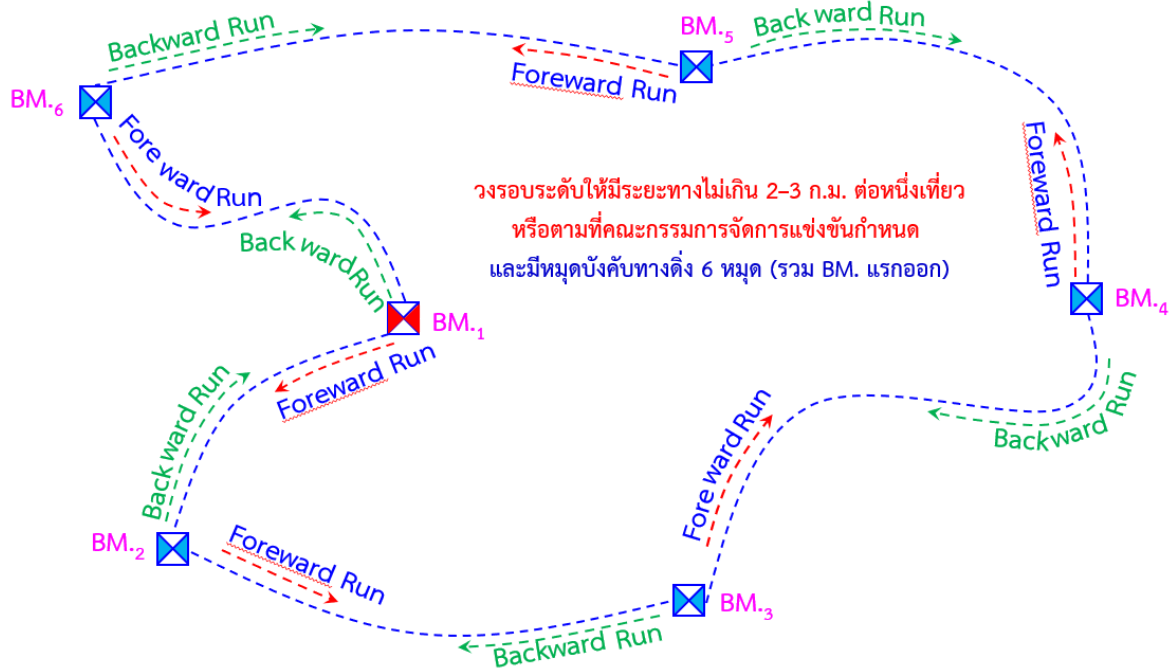 Backward Run
BM.5
Back ward Run
Foreward Run
BM.6
Fore ward Run
Foreward Run
วงรอบระดับให้มีระยะทางไม่เกิน 2–3 ก.ม. ต่อหนึ่งเที่ยว
หรือตามที่คณะกรรมการจัดการแข่งขันกำหนด
และมีหมุดบังคับทางดิ่ง 6 หมุด (รวม BM. แรกออก)
Back ward Run
BM.4
BM.1
Foreward Run
Back ward Run
Fore ward Run
Backward Run
BM.2
Foreward Run
BM.3
Backward Run